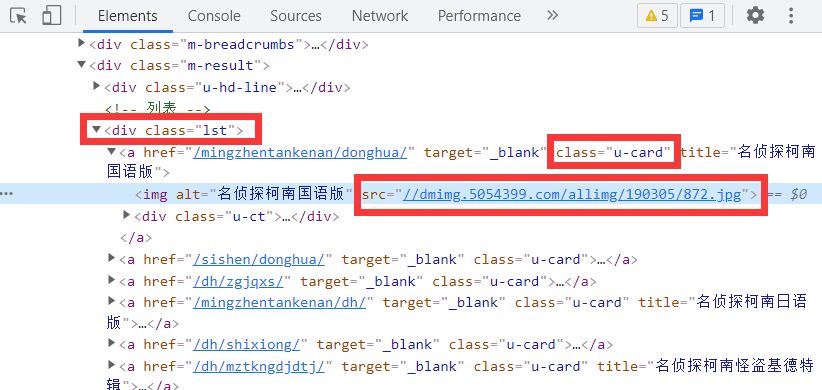 Elements Console Sources Network Performance » 5 1
▶<div class="m-breadcrumbs">…</div>
▼<div class="m-result">
▶<div class="u-hd-line">…</div>
<!-- 列表 -->
▼<div class="lst">
▼<a href="/mingzhentankenan/donghua/" target="_blank" class="u-card" title="名侦探柯南
国语版">
… <img alt="名侦探柯南国语版" src="//dmimg.5054399.com/allimg/190305/872.jpg"> == $0
▶<div class="u-ct">…</div>
</a>
▶<a href="/sishen/donghua/" target="_blank" class="u-card">…</a>
▶<a href="/dh/zgjqxs/" target="_blank" class="u-card">…</a>
▶<a href="/mingzhentankenan/dh/" target="_blank" class="u-card" title="名侦探柯南日语
版">…</a>
▶<a href="/dh/shixiong/" target="_blank" class="u-card">…</a>
▶<a href="/dh/mztkngdjdtj/" target="_blank" class="u-card" title="名侦探柯南怪盗基德特
辑">…</a>